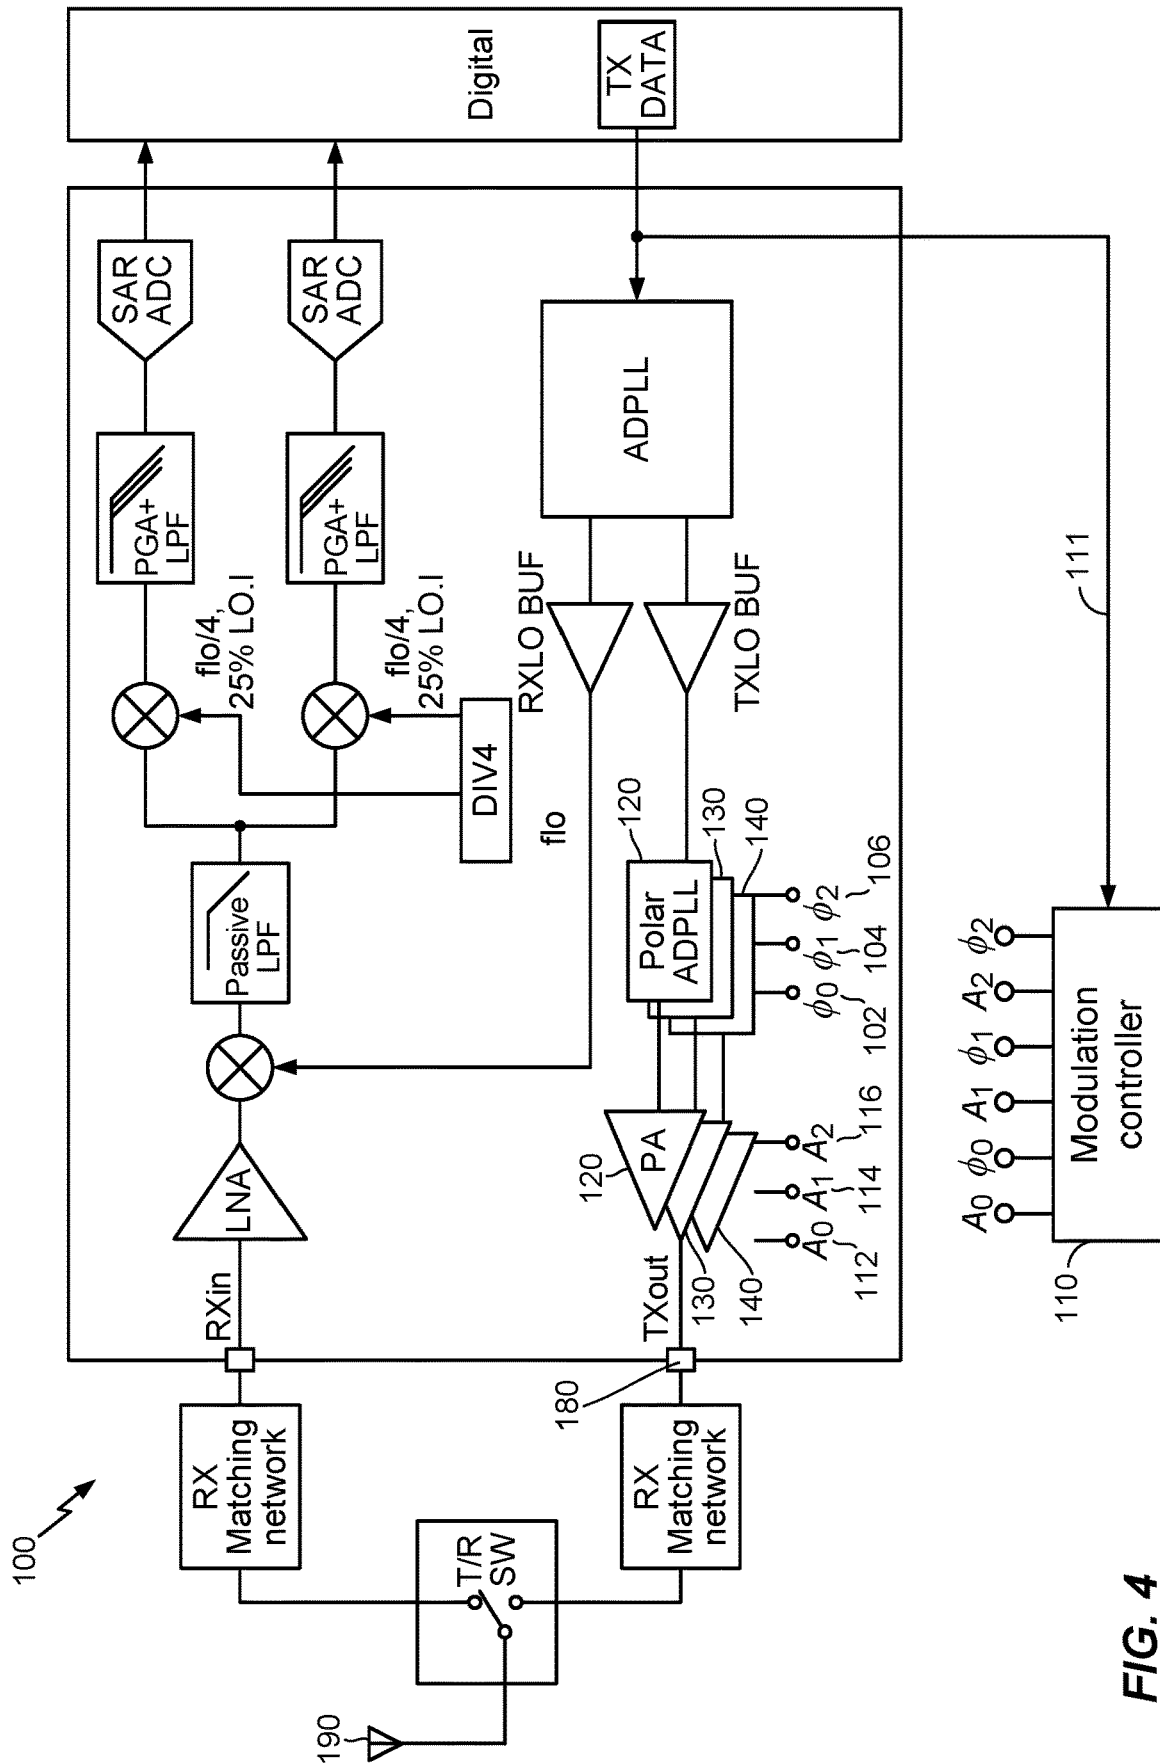 100
190
T/R
SW
RX
Matching
network
RX
Matching
network
180
RXin
TXout
LNA
Passive
LPF
flo/4,
25% LO.I
flo/4,
25% LO.I
PGA+
LPF
PGA+
LPF
SAR
ADC
SAR
ADC
DIV4
flo
RXLO BUF
TXLO BUF
ADPLL
Digital
TX
DATA
120
PA
130
140
A0
112
A1
114
A2
116
Polar
ADPLL
120
130
140
ϕ0
102
ϕ1
104
ϕ2
106
111
A0
ϕ0
A1
ϕ1
A2
ϕ2
Modulation
controller
110
FIG. 4